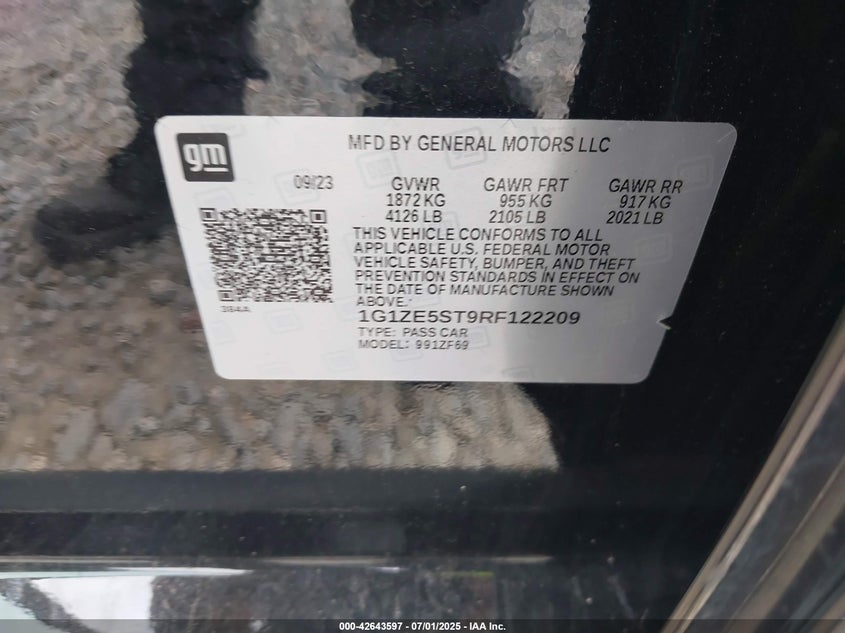 gm
MFD BY GENERAL MOTORS LLC
09/23 GVWR GAWR FRT GAWR RR
1872 KG 955 KG 917 KG
4126 LB 2105 LB 2021 LB
THIS VEHICLE CONFORMS TO ALL
APPLICABLE U.S. FEDERAL MOTOR
VEHICLE SAFETY, BUMPER, AND THEFT
PREVENTION STANDARDS IN EFFECT ON
THE DATE OF MANUFACTURE SHOWN
ABOVE.
384A
1G1ZE5ST9RF122209
TYPE: PASS CAR
MODEL: 991ZF69
000-42643597 - 07/01/2025 - IAA Inc.